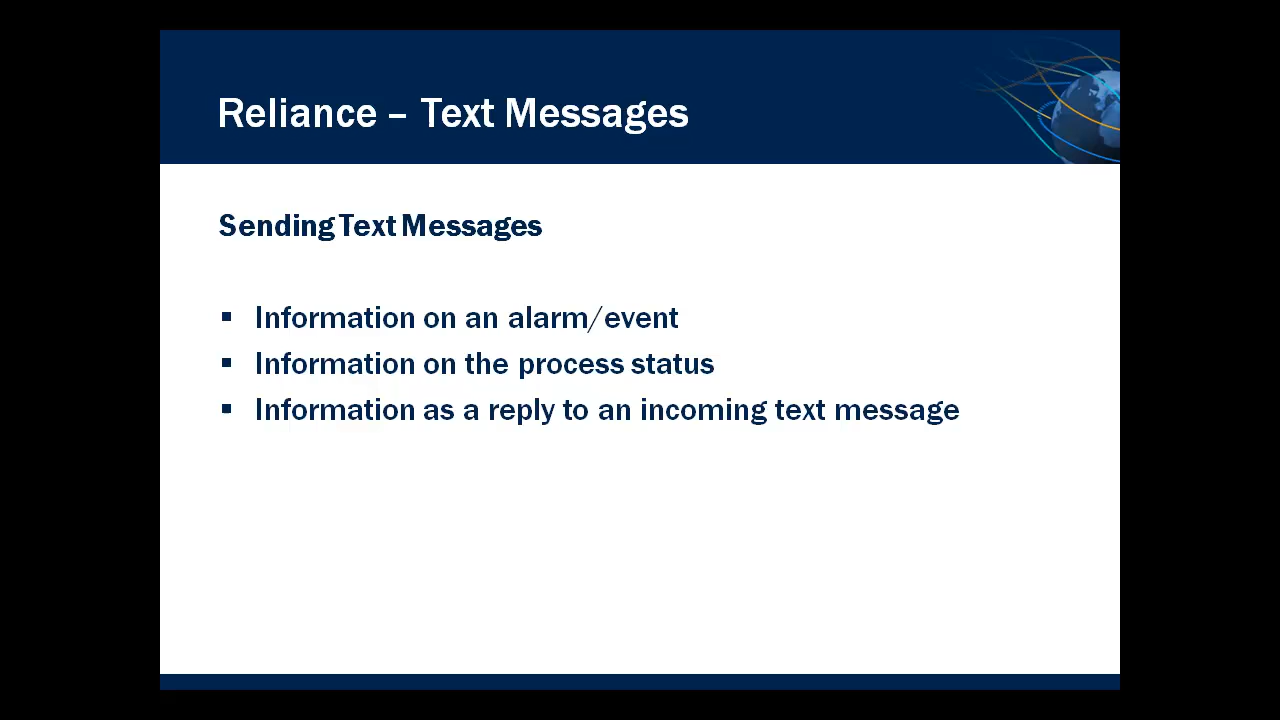 Reliance – Text Messages
Sending Text Messages
▪ Information on an alarm/event
▪ Information on the process status
▪ Information as a reply to an incoming text message